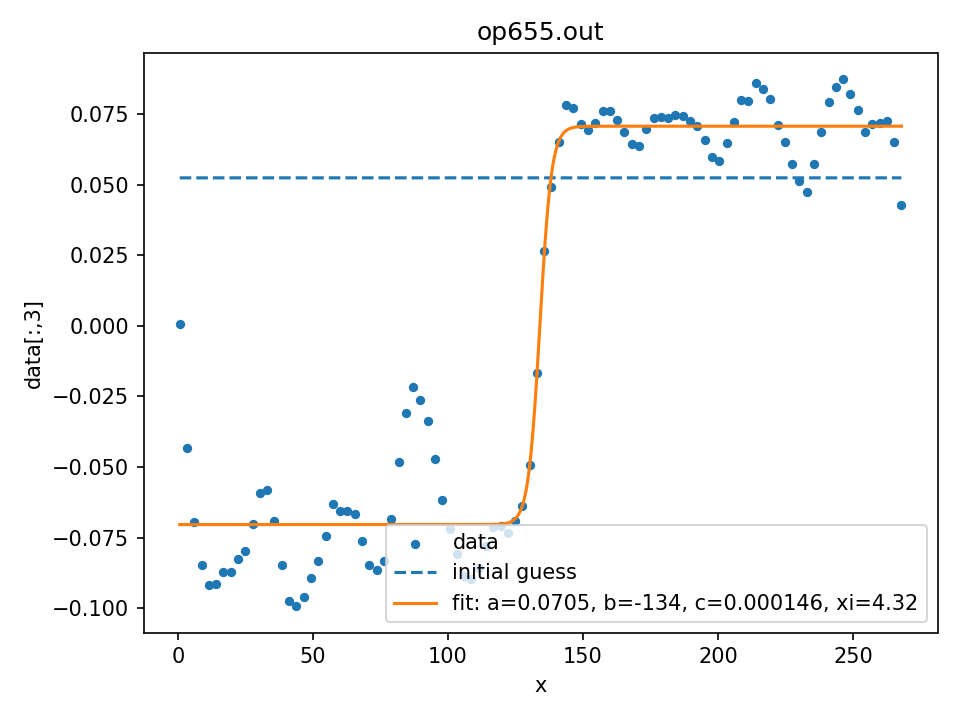 op655.out
0.075
0.050
0.025
0.000
−0.025
−0.050
−0.075
−0.100
data[:,3]
data
initial guess
fit: a=0.0705, b=-134, c=0.000146, xi=4.32
0 50 100 150 200 250
x